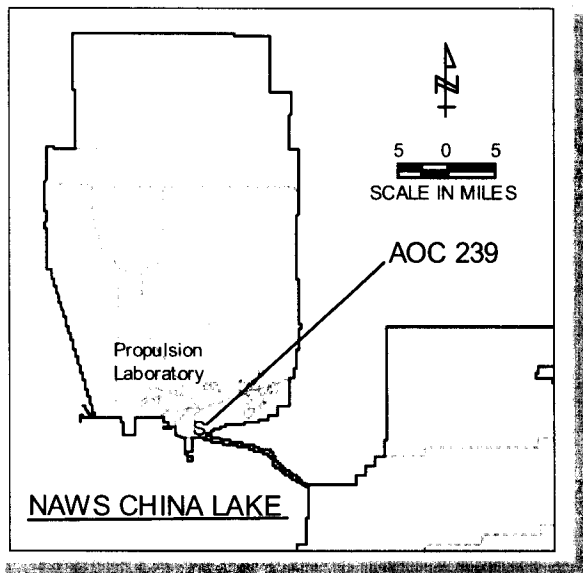 N
5 0 5
SCALE IN MILES
AOC 239
Propulsion
Laboratory
NAWS CHINA LAKE